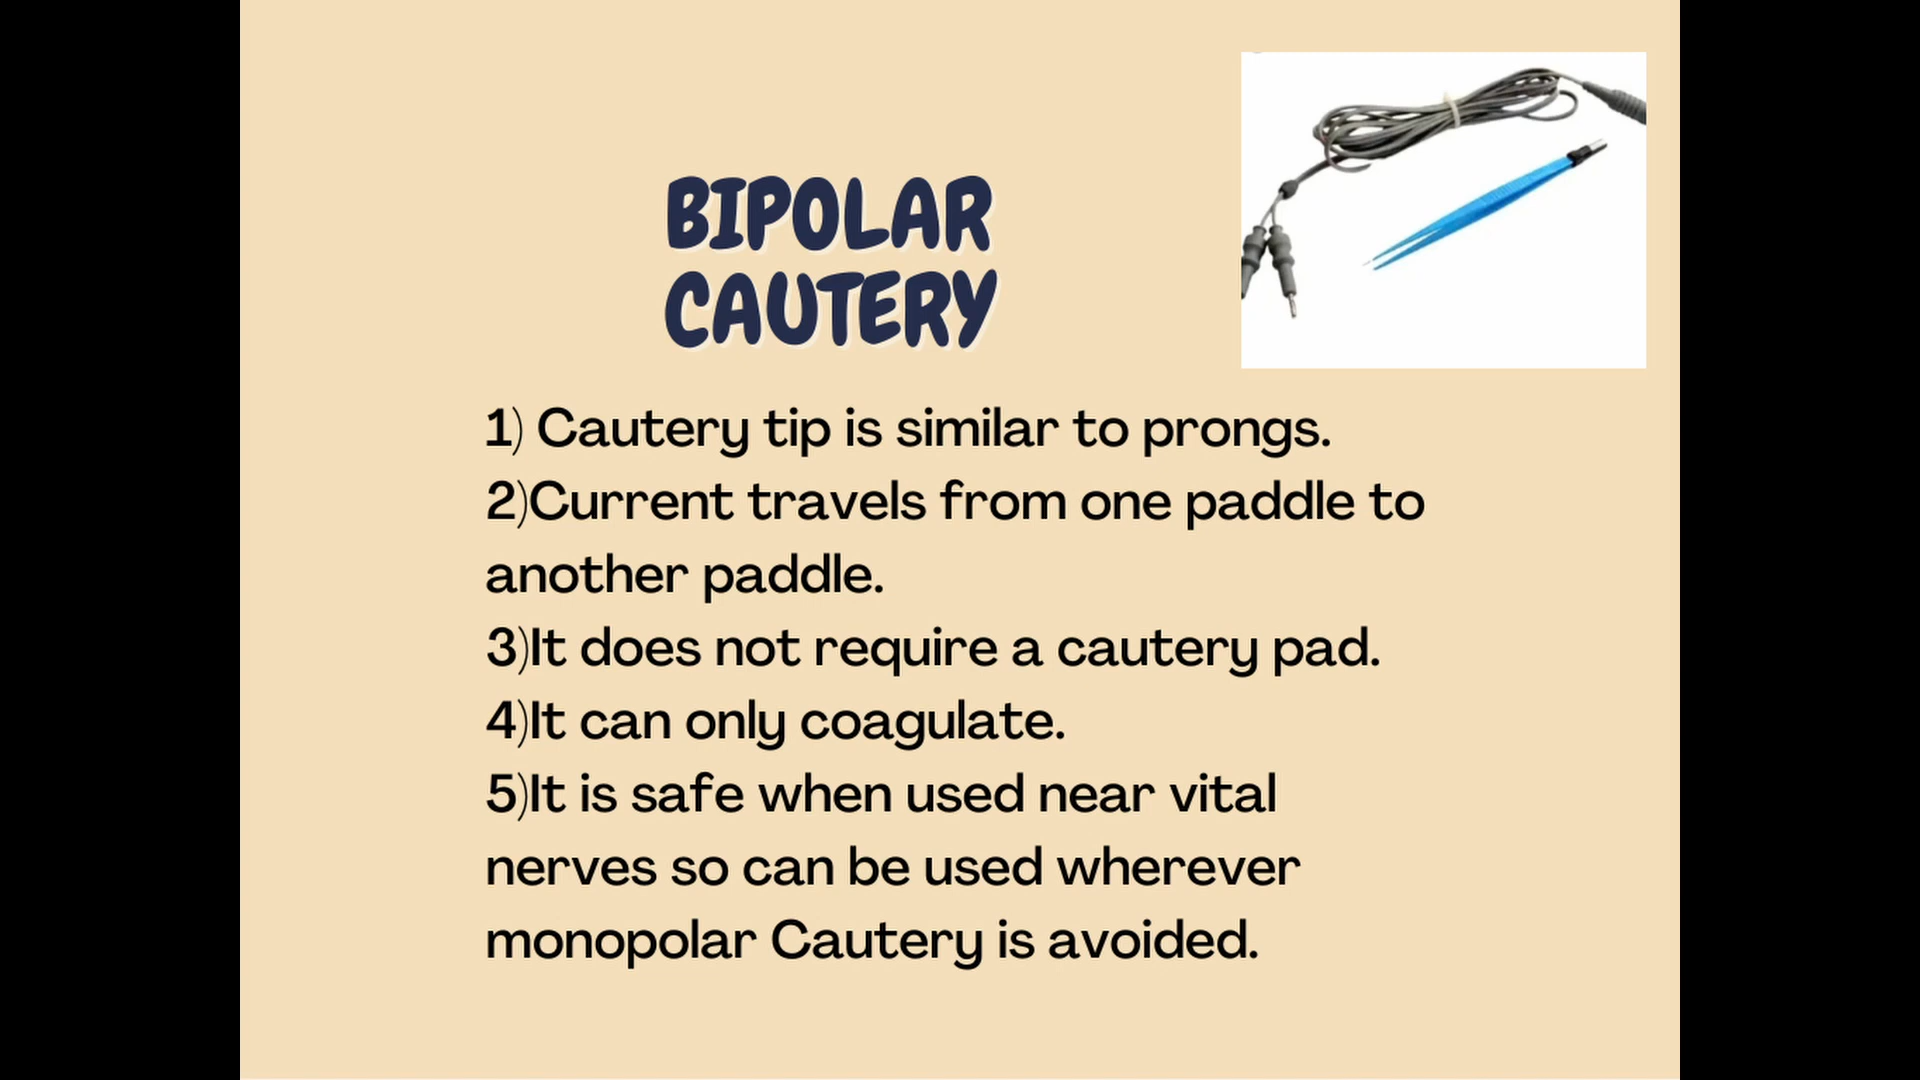 BIPOLAR
CAUTERY
1) Cautery tip is similar to prongs.
2)Current travels from one paddle to
another paddle.
3)It does not require a cautery pad.
4)It can only coagulate.
5)It is safe when used near vital
nerves so can be used wherever
monopolar Cautery is avoided.